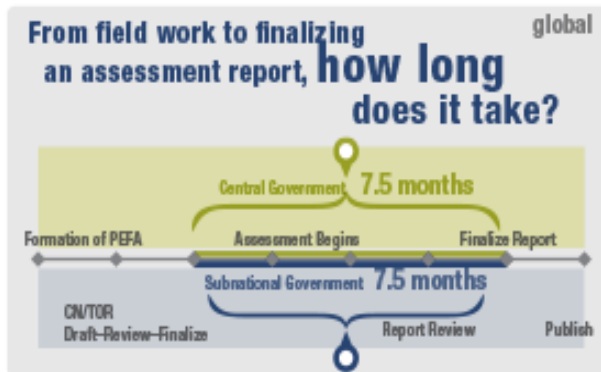 global
From field work to finalizing
an assessment report, how long
does it take?
Central Government 7.5 months
Formation of PEFA
Assessment Begins
Finalize Report
Subnational Government 7.5 months
CN/TOR
Draft–Review–Finalize
Report Review
Publish